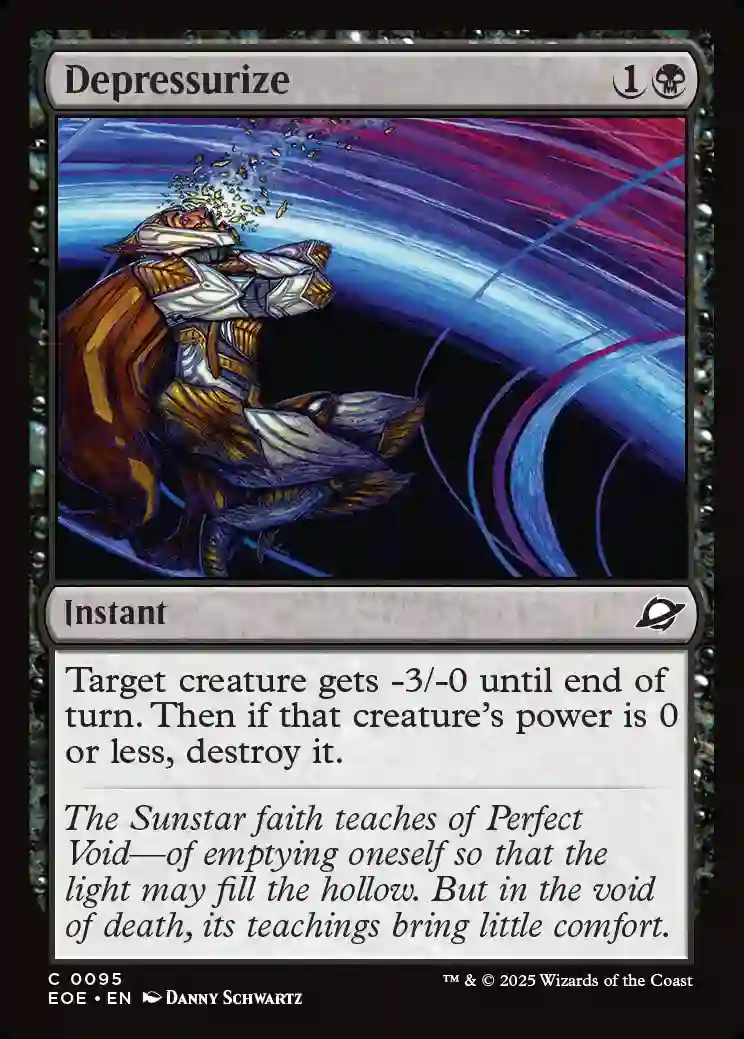 Depressurize 1
Instant
Target creature gets -3/-0 until end of
turn. Then if that creature's power is 0
or less, destroy it.
The Sunstar faith teaches of Perfect
Void—of emptying oneself so that the
light may fill the hollow. But in the void
of death, its teachings bring little comfort.
C 0095
EOE • EN Danny Schwartz
™ & © 2025 Wizards of the Coast